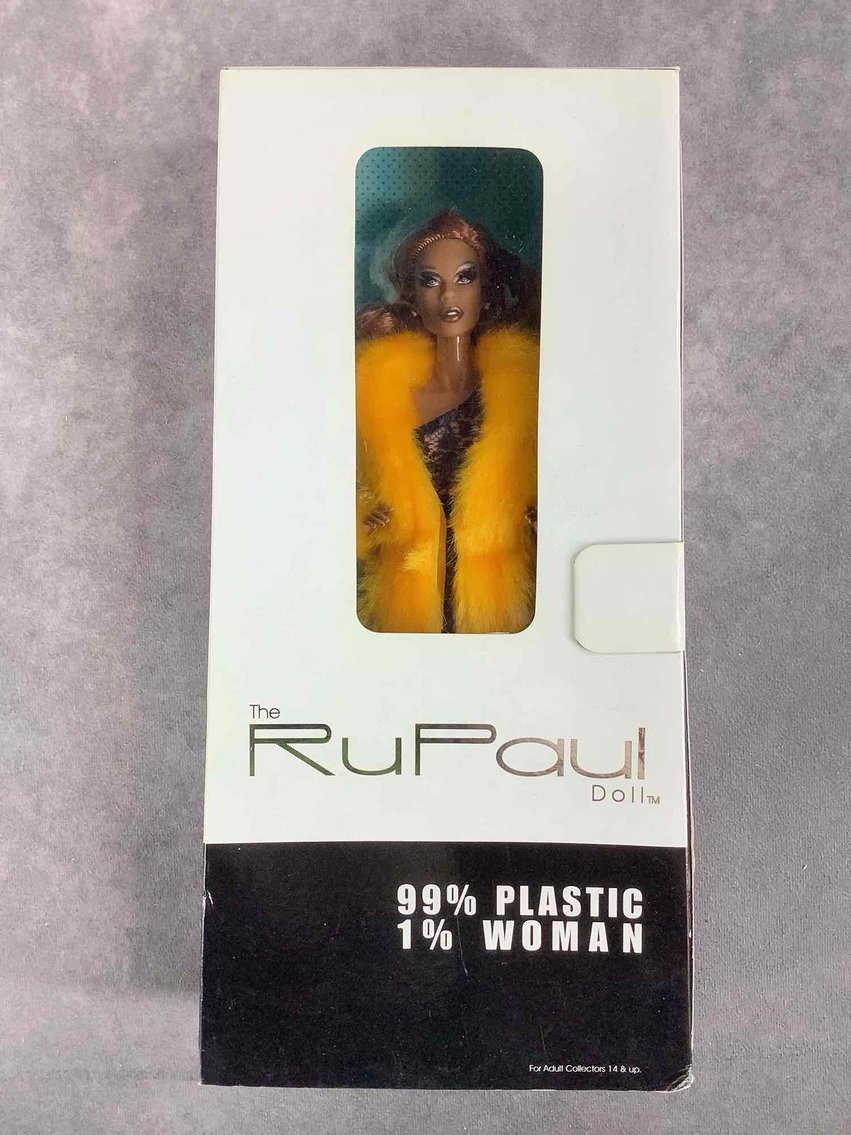 The
RuPaul
Doll™
99% PLASTIC
1% WOMAN
For Adult Collectors 14 & up.